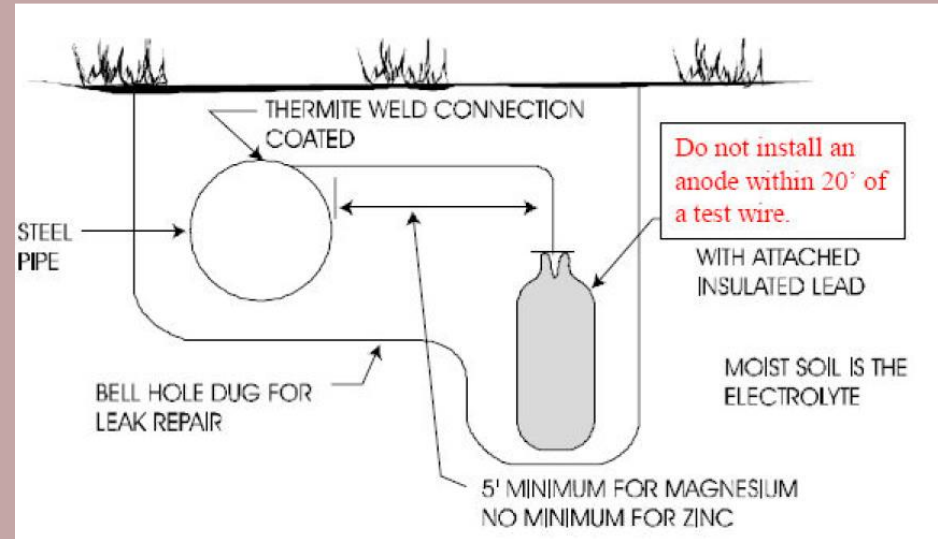 THERMITE WELD CONNECTION
COATED
Do not install an
anode within 20’ of
a test wire.
STEEL
PIPE
WITH ATTACHED
INSULATED LEAD
MOIST SOIL IS THE
ELECTROLYTE
BELL HOLE DUG FOR
LEAK REPAIR
5' MINIMUM FOR MAGNESIUM
NO MINIMUM FOR ZINC